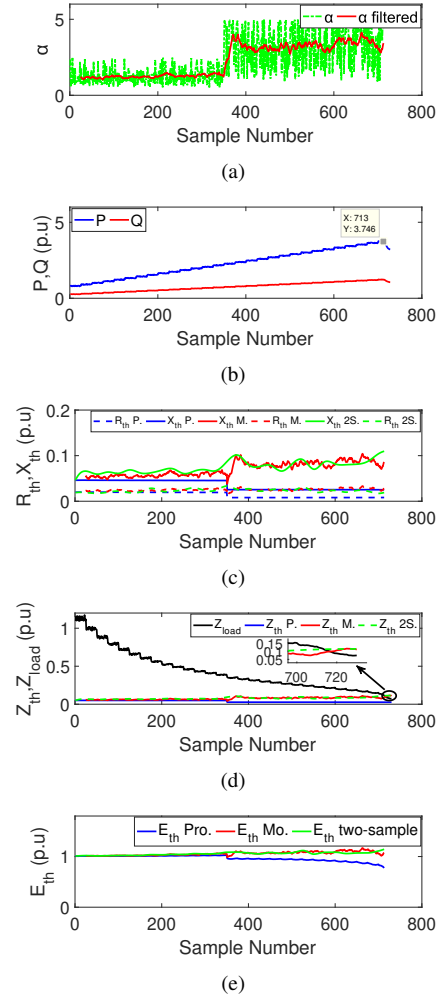 5
0
α
α
α filtered
0 200 400 600 800
Sample Number
(a)
5
0
P,Q (p.u)
P
Q
X: 713
Y: 3.746
0 200 400 600 800
Sample Number
(b)
0.2
0.1
0
R_th,X_th (p.u)
R_th P.
X_th P.
X_th M.
R_th M.
X_th 2S.
R_th 2S.
0 200 400 600 800
Sample Number
(c)
1
0.5
0
Z_th,Z_load (p.u)
Z_load
Z_th P.
Z_th M.
Z_th 2S.
0.15
0.1
0.05
700 720
0 200 400 600 800
Sample Number
(d)
1
0
E_th (p.u)
E_th Pro.
E_th Mo.
E_th two-sample
0 200 400 600 800
Sample Number
(e)